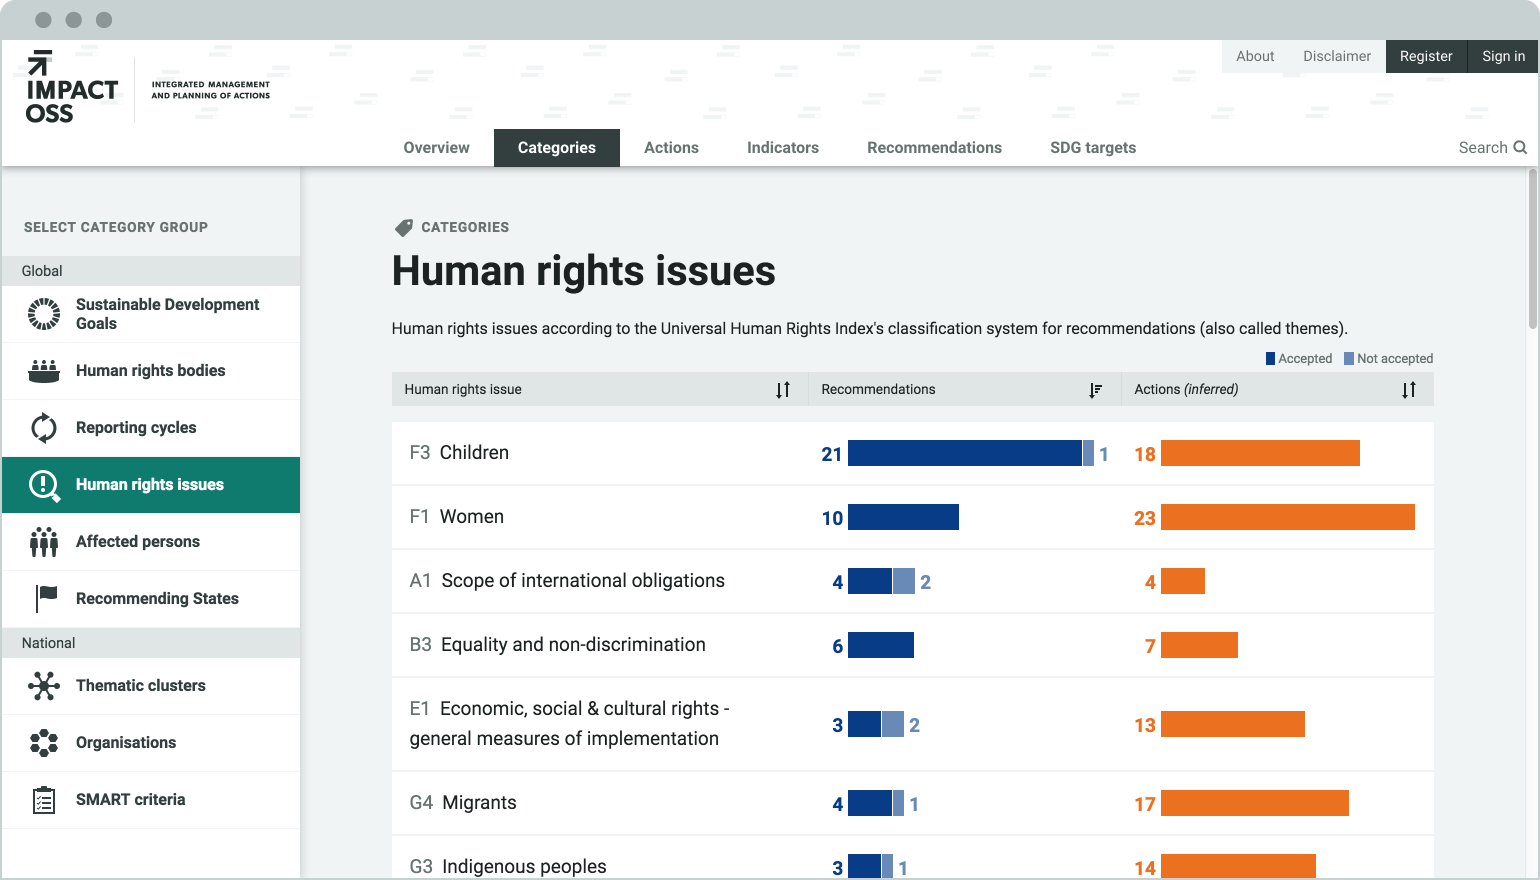 About
Disclaimer
Register
Sign in
IMPACT
OSS
INTEGRATED MANAGEMENT
AND PLANNING OF ACTIONS
Overview
Categories
Actions
Indicators
Recommendations
SDG targets
Search
SELECT CATEGORY GROUP
Global
Sustainable Development
Goals
Human rights bodies
Reporting cycles
Human rights issues
Affected persons
Recommending States
National
Thematic clusters
Organisations
SMART criteria
CATEGORIES
Human rights issues
Human rights issues according to the Universal Human Rights Index's classification system for recommendations (also called themes).
Accepted Not accepted
Human rights issue Recommendations Actions (inferred)
F3 Children 21 1 18
F1 Women 10 23
A1 Scope of international obligations 4 2 4
B3 Equality and non-discrimination 6 7
E1 Economic, social & cultural rights -
general measures of implementation 3 2 13
G4 Migrants 4 1 17
G3 Indigenous peoples 3 1 14